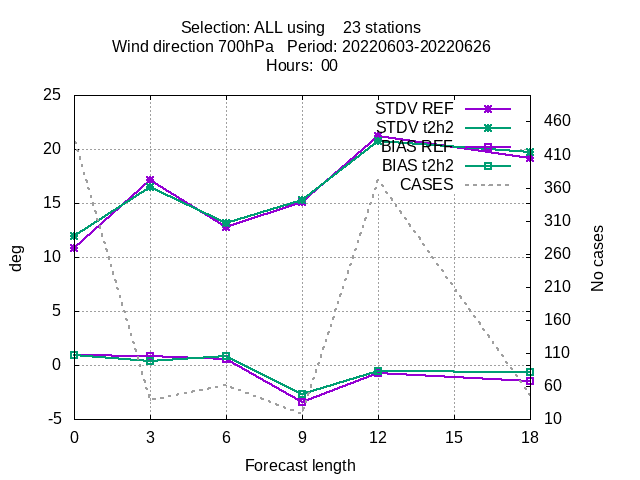 Selection: ALL using    23 stations
Wind direction 700hPa   Period: 20220603-20220626
Hours:  00
STDV REF
STDV t2h2
BIAS REF
BIAS t2h2
CASES
25
20
15
10
5
0
-5
deg
460
410
360
310
260
210
160
110
60
10
No cases
0 3 6 9 12 15 18
Forecast length